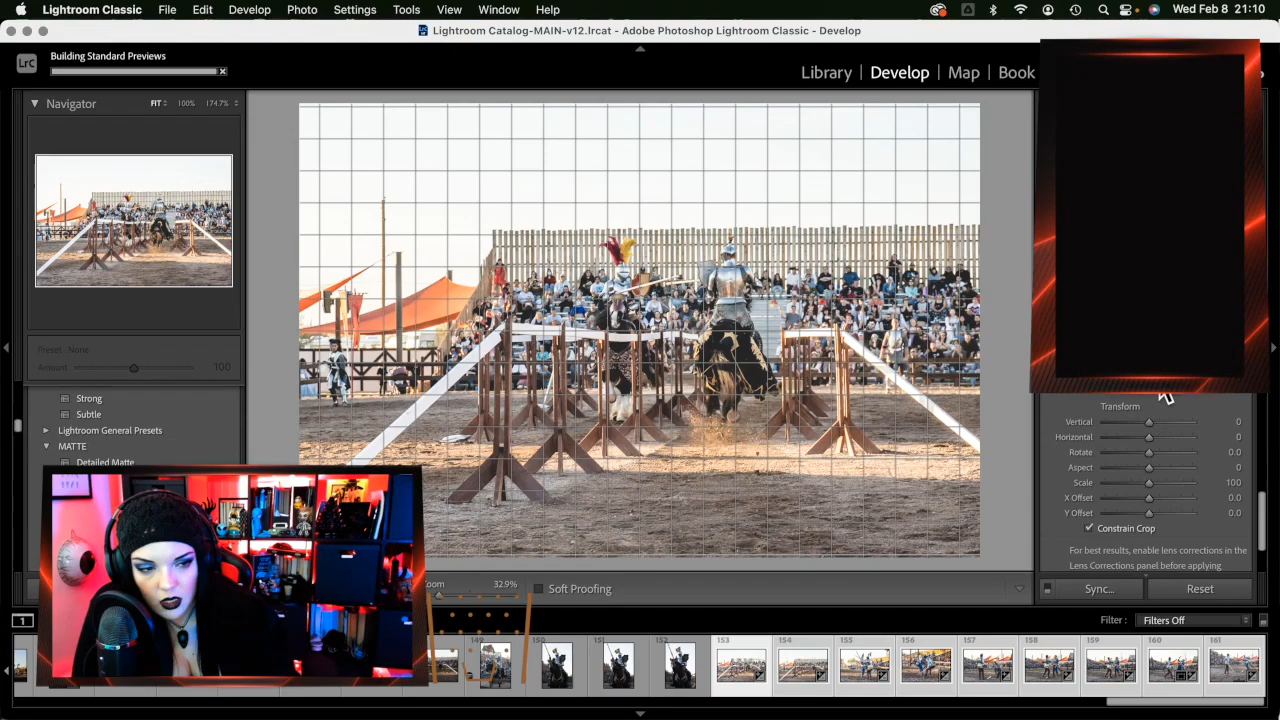 Lightroom Classic File Edit Develop Photo Settings Tools View Window Help Wed Feb 8 21:10
Lightroom Catalog-MAIN-v12.lrcat - Adobe Photoshop Lightroom Classic - Develop
LrC Building Standard Previews
Library | Develop | Map | Book
Navigator FIT 100% 174.7%
Preset: None
Amount 100
Strong
Subtle
Lightroom General Presets
MATTE
Detailed Matte
Transform
Vertical 0
Horizontal 0
Rotate 0.0
Aspect 0
Scale 100
X Offset 0.0
Y Offset 0.0
Constrain Crop
For best results, enable lens corrections in the
Lens Corrections panel before applying
Zoom 32.9% Soft Proofing
Sync... Reset
1 Filter : Filters Off
149 150 151 152 153 154 155 156 157 158 159 160 161